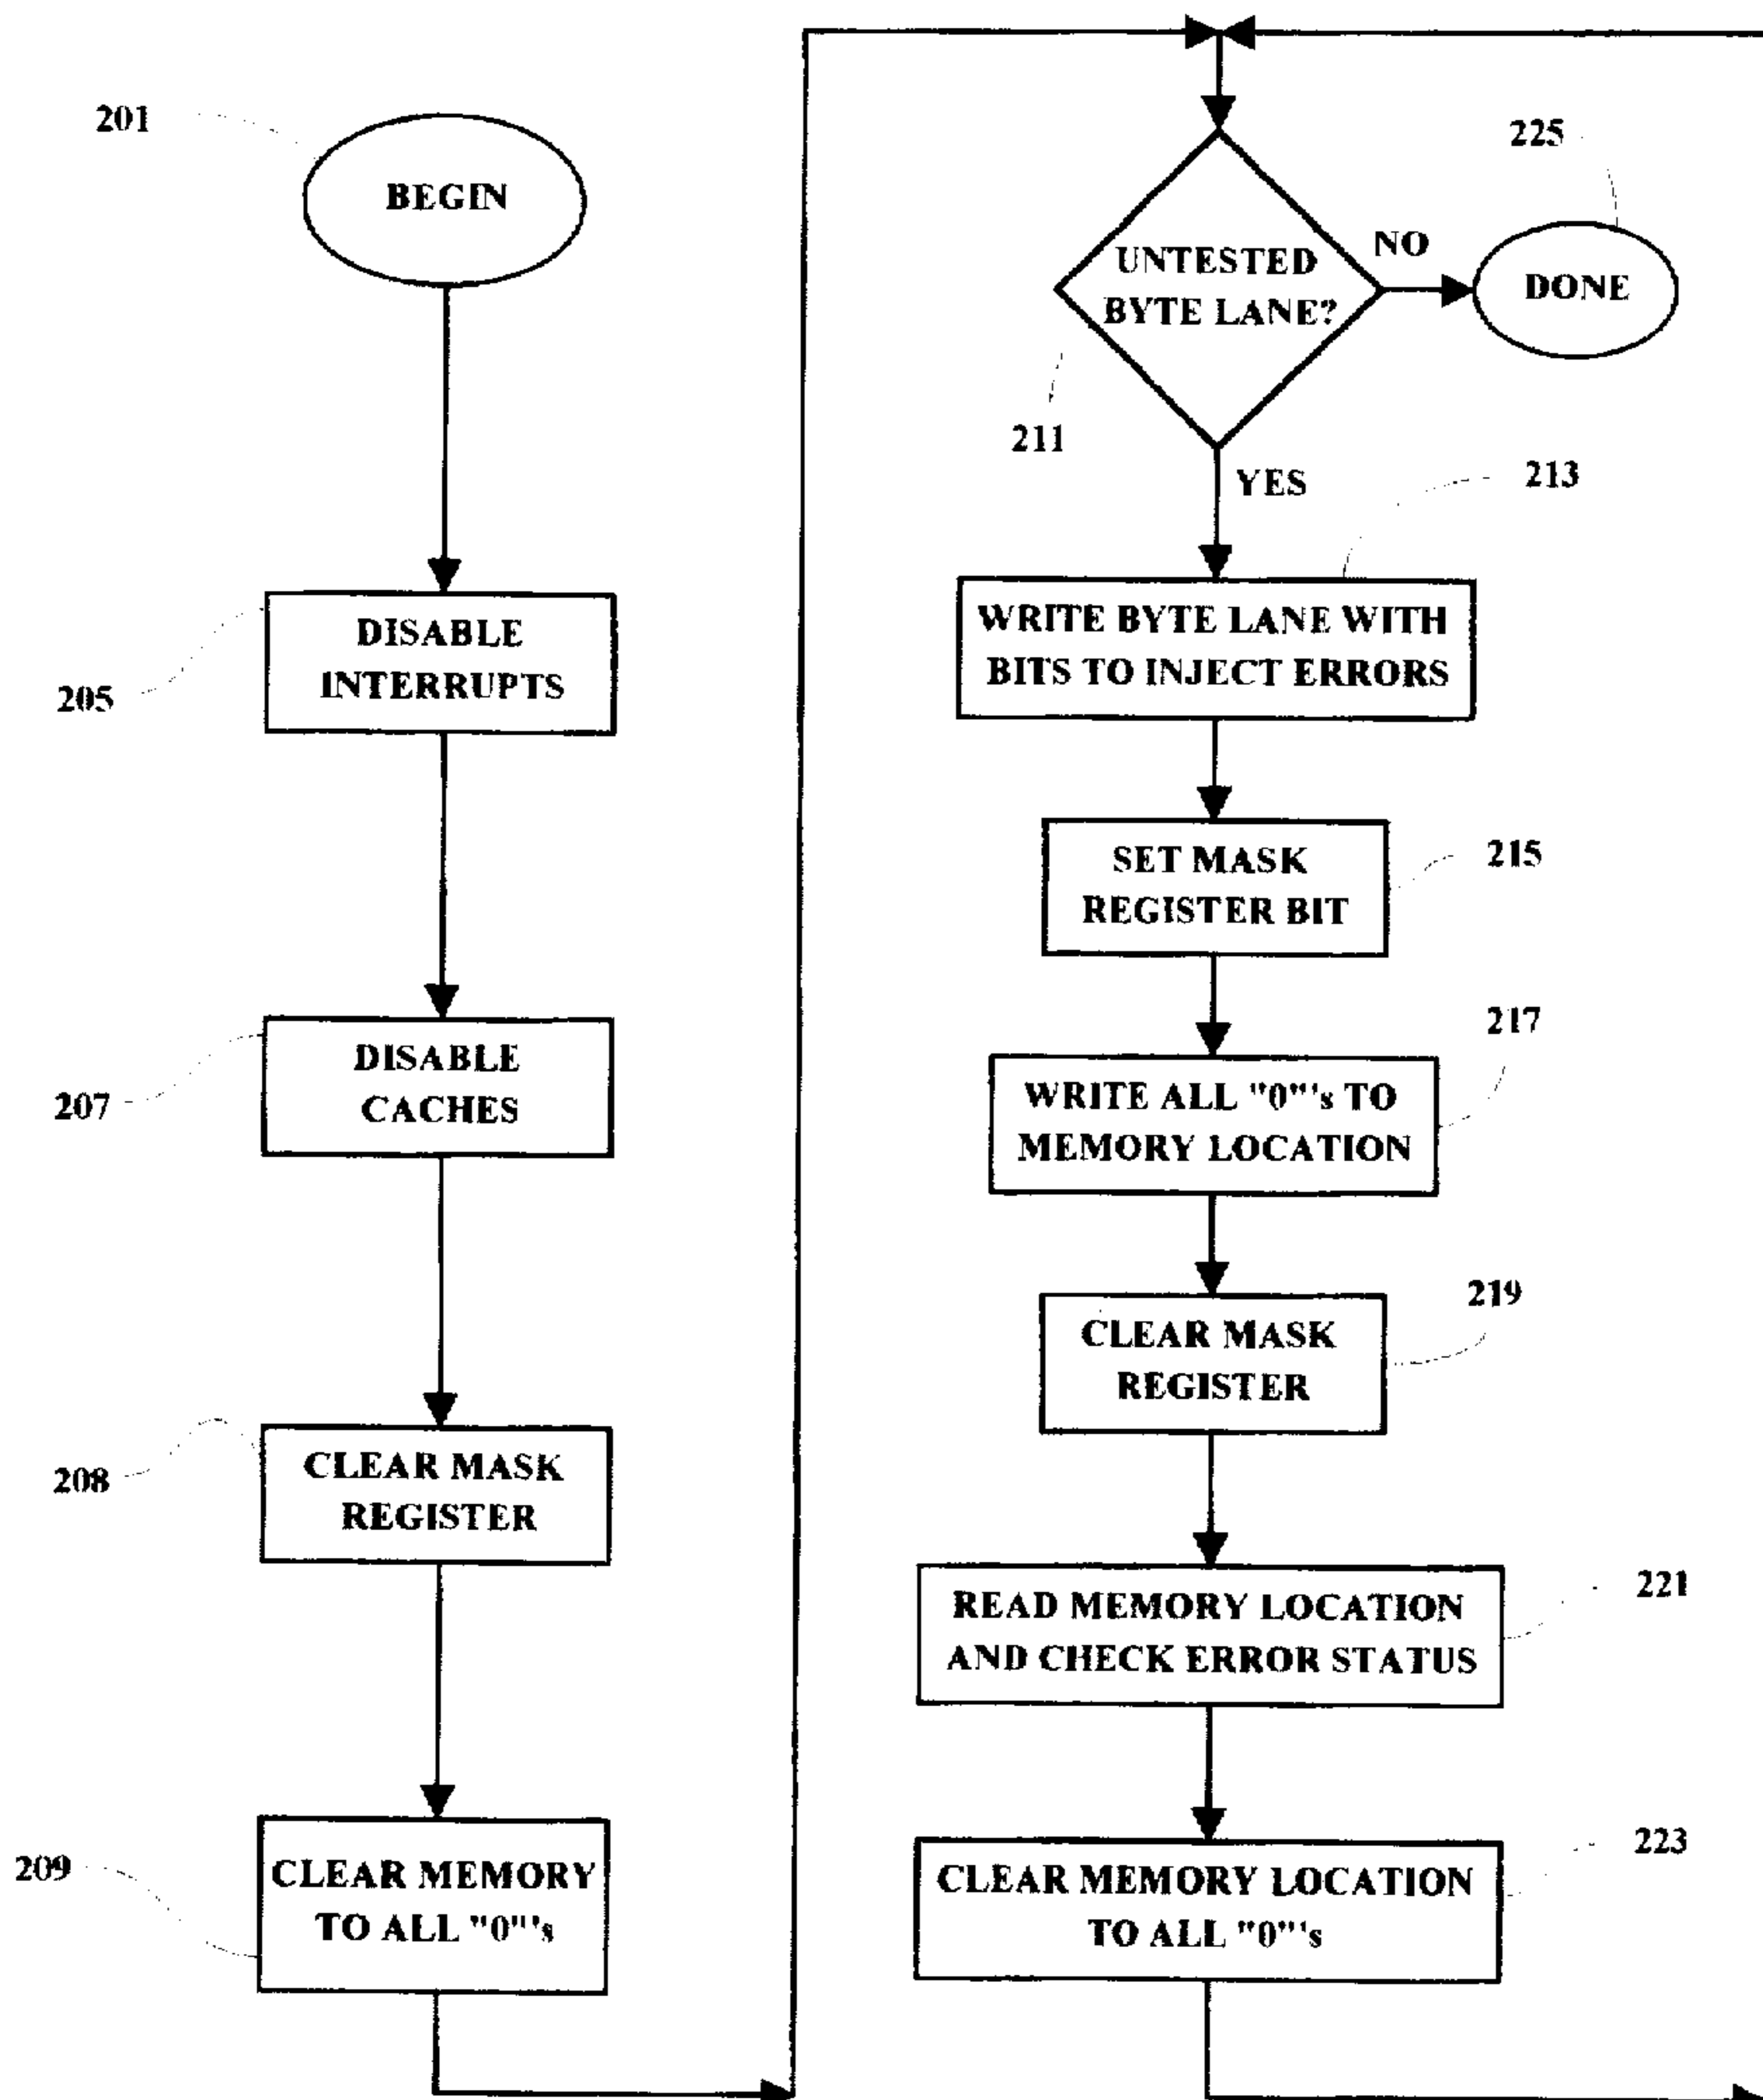 201
BEGIN
205
DISABLE
INTERRUPTS
207
DISABLE
CACHES
208
CLEAR MASK
REGISTER
209
CLEAR MEMORY
TO ALL "0"'s
225
UNTESTED
BYTE LANE?
NO
DONE
211
YES
213
WRITE BYTE LANE WITH
BITS TO INJECT ERRORS
215
SET MASK
REGISTER BIT
217
WRITE ALL "0"'s TO
MEMORY LOCATION
219
CLEAR MASK
REGISTER
221
READ MEMORY LOCATION
AND CHECK ERROR STATUS
223
CLEAR MEMORY LOCATION
TO ALL "0"'s